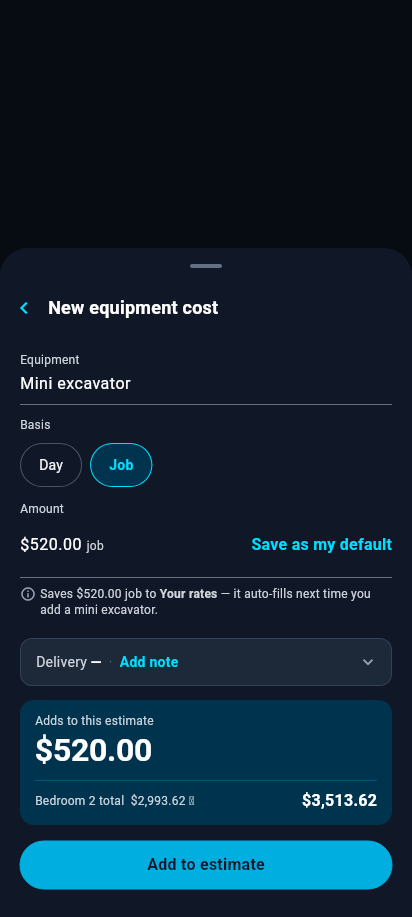 New equipment cost
Equipment
Mini excavator
Basis
Day
Job
Amount
$520.00 job
Save as my default
Saves $520.00 job to Your rates — it auto-fills next time you
add a mini excavator.
Delivery — · Add note
Adds to this estimate
$520.00
Bedroom 2 total $2,993.62
$3,513.62
Add to estimate